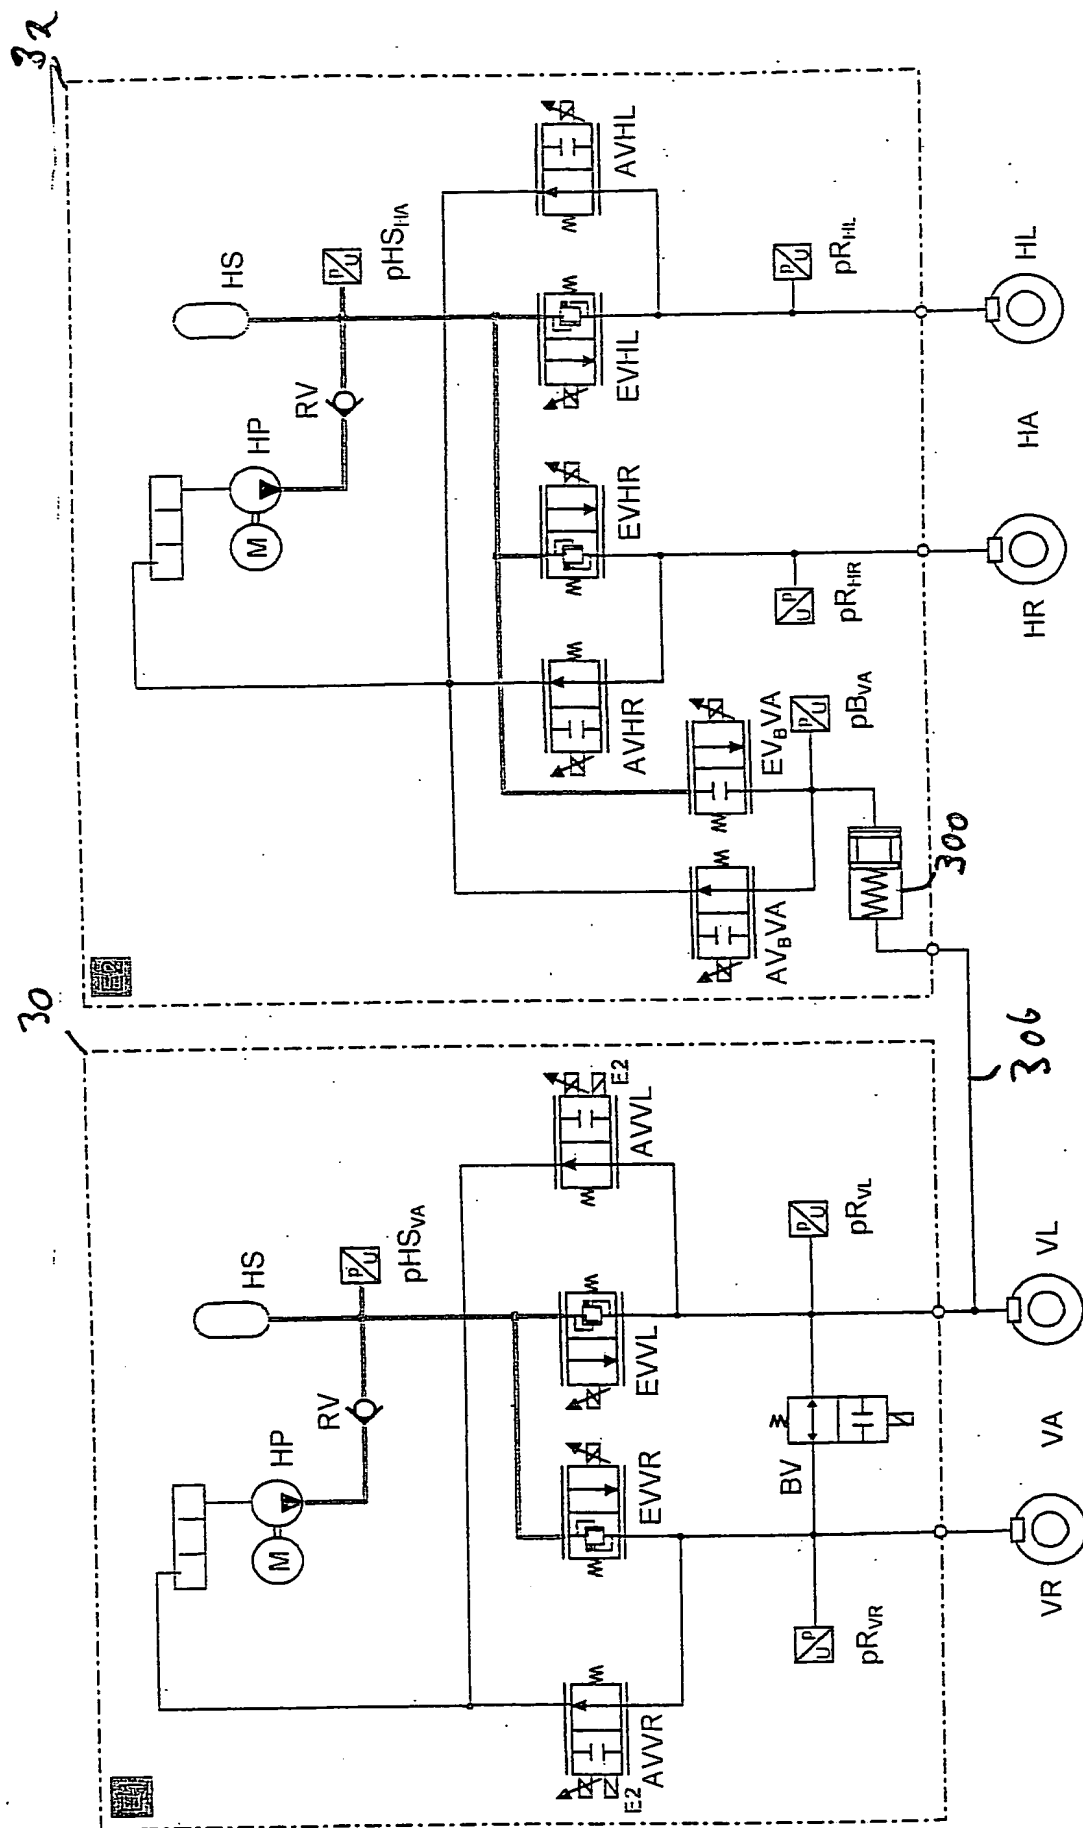 32
HS
pHS_HA
RV
HP
M
AVHL
EVHL
EVHR
AVHR
pR_HL
pR_HR
EV_BVA
pB_VA
AV_BVA
300
HL
HA
HR
E2
30
306
HS
pHS_VA
RV
HP
M
E2
AVVL
EVVL
EVVR
AVVR
E2
pR_VL
BV
pR_VR
VL
VA
VR
p
U
p
U
p
U
p
U
p
U
p
U
p
U